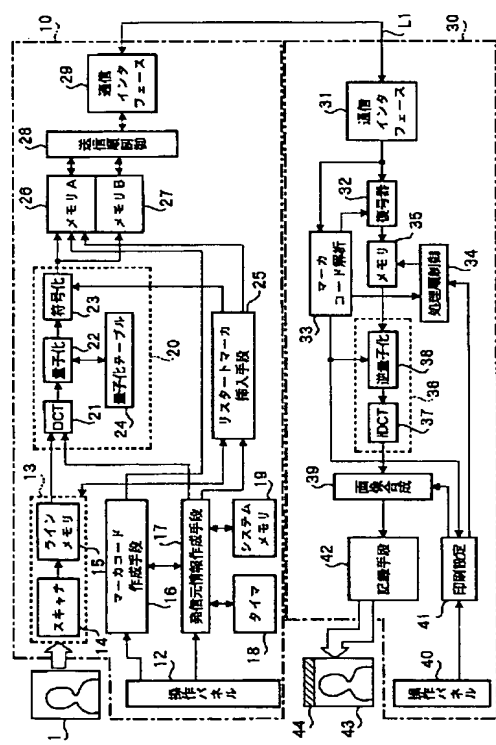 10
29
通信インタフェース
28
送信順制御
26
メモリA
メモリB
27
23
符号化
22
量子化
21
DCT
20
24
量子化テーブル
25
リスタートマーカ挿入手段
13
ラインメモリ
15
スキャナ
14
マーカコード作成手段
16
17
発信元情報作成手段
19
システムメモリ
タイマ
18
12
操作パネル
1
L1
30
31
通信インタフェース
32
復号器
35
メモリ
マーカコード解析
33
34
処理順制御
逆量子化
38
36
iDCT
37
39
画像合成
42
記録手段
印刷設定
41
40
操作パネル
44
43